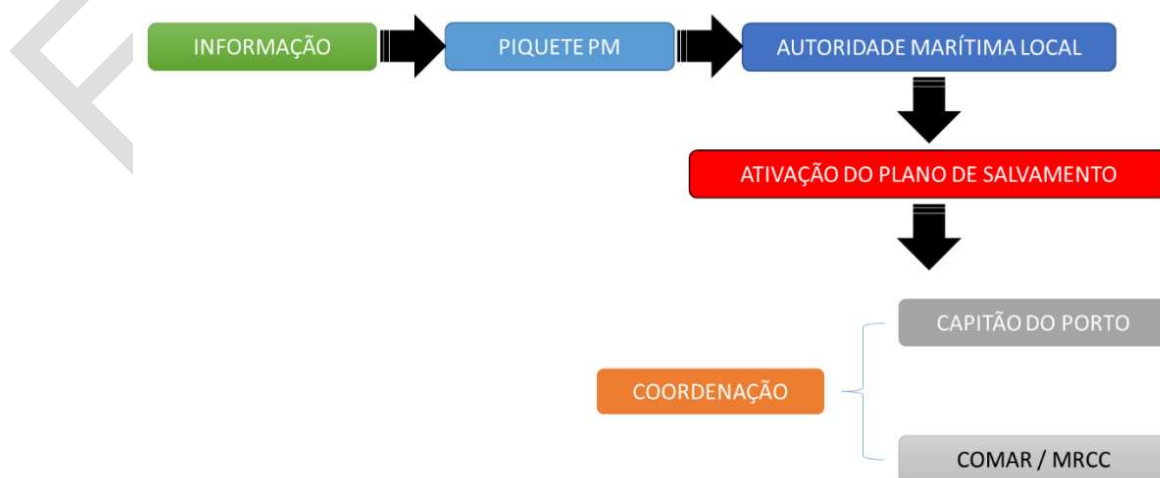 INFORMAÇÃO
PIQUETE PM
AUTORIDADE MARÍTIMA LOCAL
ATIVAÇÃO DO PLANO DE SALVAMENTO
CAPITÃO DO PORTO
COORDENAÇÃO
COMAR / MRCC